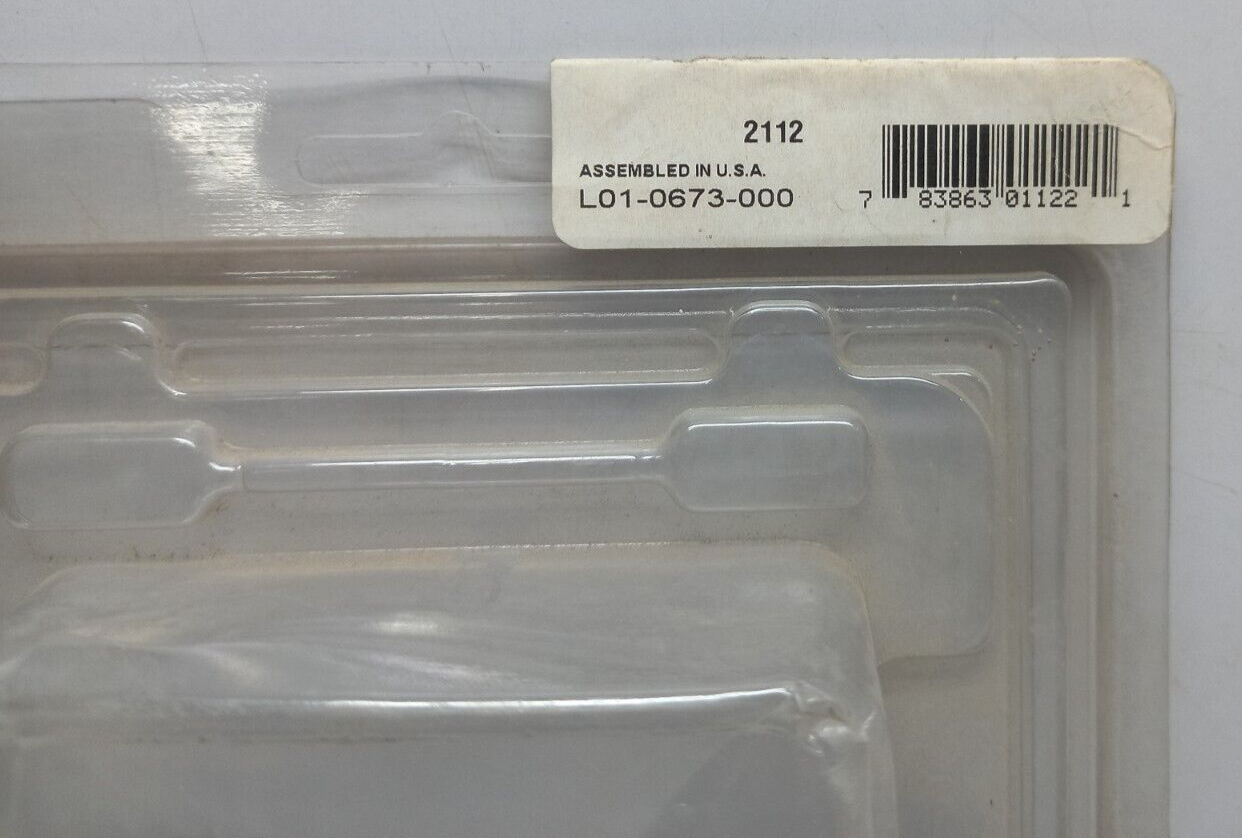 2112
ASSEMBLED IN U.S.A.
L01-0673-000
7 83863 01122 1